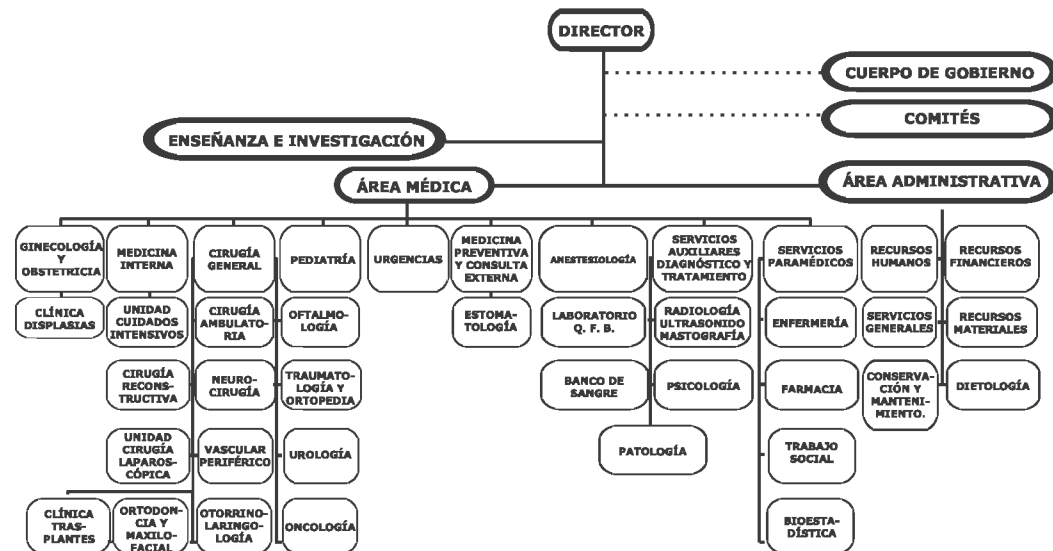 DIRECTOR
CUERPO DE GOBIERNO
COMITÉS
ENSEÑANZA E INVESTIGACIÓN
ÁREA MÉDICA
ÁREA ADMINISTRATIVA
GINECOLOGÍA
Y
OBSTETRICIA
MEDICINA
INTERNA
CIRUGÍA
GENERAL
PEDIATRÍA
URGENCIAS
MEDICINA
PREVENTIVA
Y CONSULTA
EXTERNA
ANESTESIOLOGÍA
SERVICIOS
AUXILIARES
DIAGNÓSTICO Y
TRATAMIENTO
SERVICIOS
PARAMÉDICOS
RECURSOS
HUMANOS
RECURSOS
FINANCIEROS
CLÍNICA
DISPLASIAS
UNIDAD
CUIDADOS
INTENSIVOS
CIRUGÍA
AMBULATO-
RIA
OFTALMO-
LOGÍA
ESTOMA-
TOLOGÍA
LABORATORIO
Q. F. B.
RADIOLOGÍA
ULTRASONIDO
MASTOGRAFÍA
ENFERMERÍA
SERVICIOS
GENERALES
RECURSOS
MATERIALES
CIRUGÍA
RECONS-
TRUCTIVA
NEURO-
CIRUGÍA
TRAUMATO-
LOGÍA Y
ORTOPEDIA
BANCO DE
SANGRE
PSICOLOGÍA
FARMACIA
CONSERVA-
CIÓN Y
MANTENI-
MIENTO.
DIETOLOGÍA
UNIDAD
CIRUGÍA
LAPAROS-
CÓPICA
VASCULAR
PERIFÉRICO
UROLOGÍA
PATOLOGÍA
TRABAJO
SOCIAL
CLÍNICA
TRAS-
PLANTES
ORTODON-
CIA Y
MAXILO-
FACIAL
OTORRINO-
LARINGO-
LOGÍA
ONCOLOGÍA
BIOESTA-
DÍSTICA